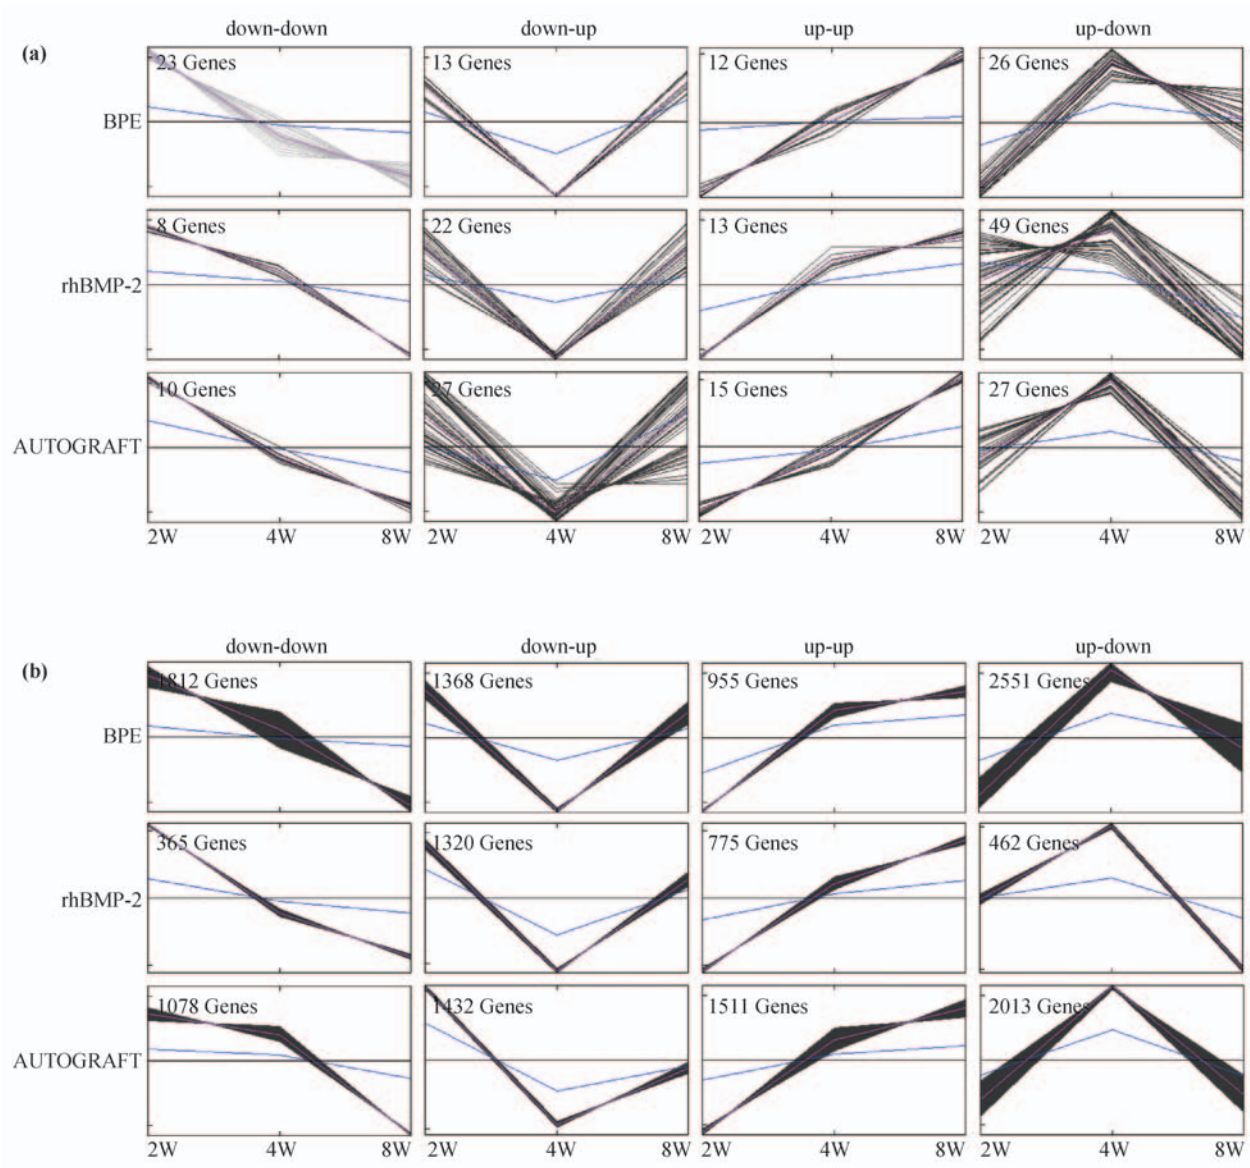 down-down down-up up-up up-down
(a)
23 Genes 13 Genes 12 Genes 26 Genes
BPE
8 Genes 22 Genes 13 Genes 49 Genes
rhBMP-2
10 Genes Genes 15 Genes 27 Genes
AUTOGRAFT
2W 4W 8W 2W 4W 8W 2W 4W 8W 2W 4W 8W
down-down down-up up-up up-down
(b)
1812 Genes 1368 Genes 955 Genes 2551 Genes
BPE
365 Genes 1320 Genes 775 Genes 462 Genes
rhBMP-2
1078 Genes 1432 Genes 1511 Genes 2013 Genes
AUTOGRAFT
2W 4W 8W 2W 4W 8W 2W 4W 8W 2W 4W 8W